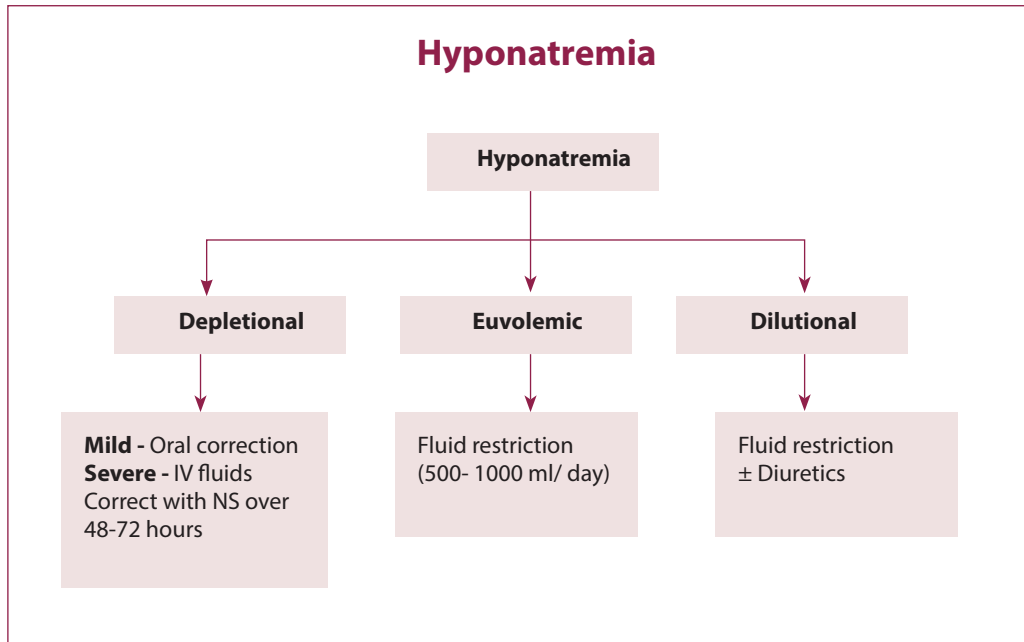 Hyponatremia
Hyponatremia
Depletional
Euvolemic
Dilutional
Mild - Oral correction
Severe - IV fluids
Correct with NS over
48-72 hours
Fluid restriction
(500- 1000 ml/ day)
Fluid restriction
± Diuretics